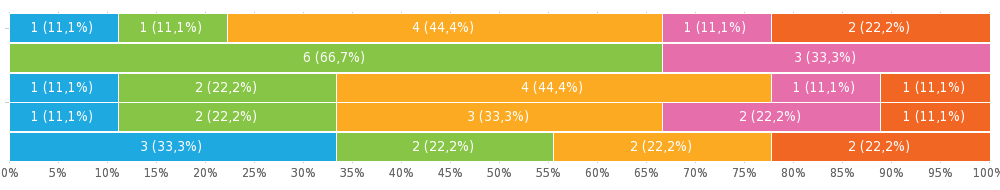 1 (11,1%) 1 (11,1%) 4 (44,4%) 1 (11,1%) 2 (22,2%)
6 (66,7%) 3 (33,3%)
1 (11,1%) 2 (22,2%) 4 (44,4%) 1 (11,1%) 1 (11,1%)
1 (11,1%) 2 (22,2%) 3 (33,3%) 2 (22,2%) 1 (11,1%)
3 (33,3%) 2 (22,2%) 2 (22,2%) 2 (22,2%)
0% 5% 10% 15% 20% 25% 30% 35% 40% 45% 50% 55% 60% 65% 70% 75% 80% 85% 90% 95% 100%